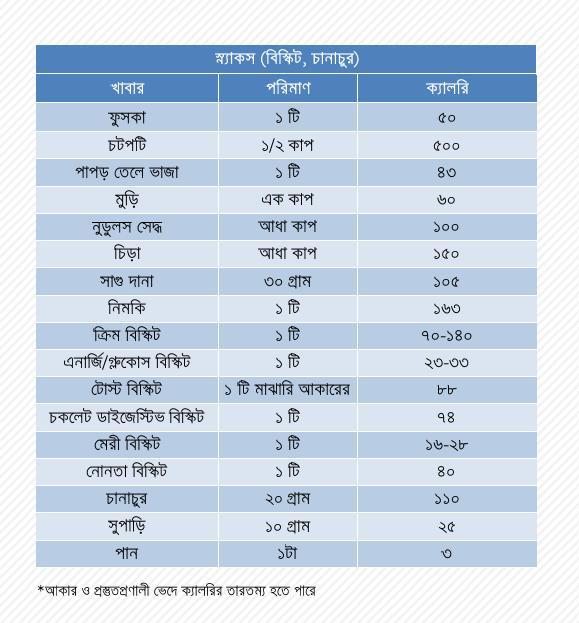 স্ন্যাকস (বিস্কিট, চানাচুর)
খাবার পরিমাণ ক্যালরি
ফুসকা ১ টি ৫০
চটপটি ১/২ কাপ ৫০০
পাপড় তেলে ভাজা ১ টি ৪৩
মুড়ি এক কাপ ৬০
নুডুলস সেদ্ধ আধা কাপ ১০০
চিড়া আধা কাপ ১৫০
সাগু দানা ৩০ গ্রাম ১০৫
নিমকি ১ টি ১৬৩
ক্রিম বিস্কিট ১ টি ৭০-১৪০
এনার্জি/গ্লুকোস বিস্কিট ১ টি ২৩-৩৩
টোস্ট বিস্কিট ১ টি মাঝারি আকারের ৮৮
চকলেট ডাইজেস্টিভ বিস্কিট ১ টি ৭৪
মেরী বিস্কিট ১ টি ১৬-২৮
নোনতা বিস্কিট ১ টি ৪০
চানাচুর ২০ গ্রাম ১১০
সুপাড়ি ১০ গ্রাম ২৫
পান ১টা ৩
*আকার ও প্রস্তুতপ্রণালী ভেদে ক্যালরির তারতম্য হতে পারে